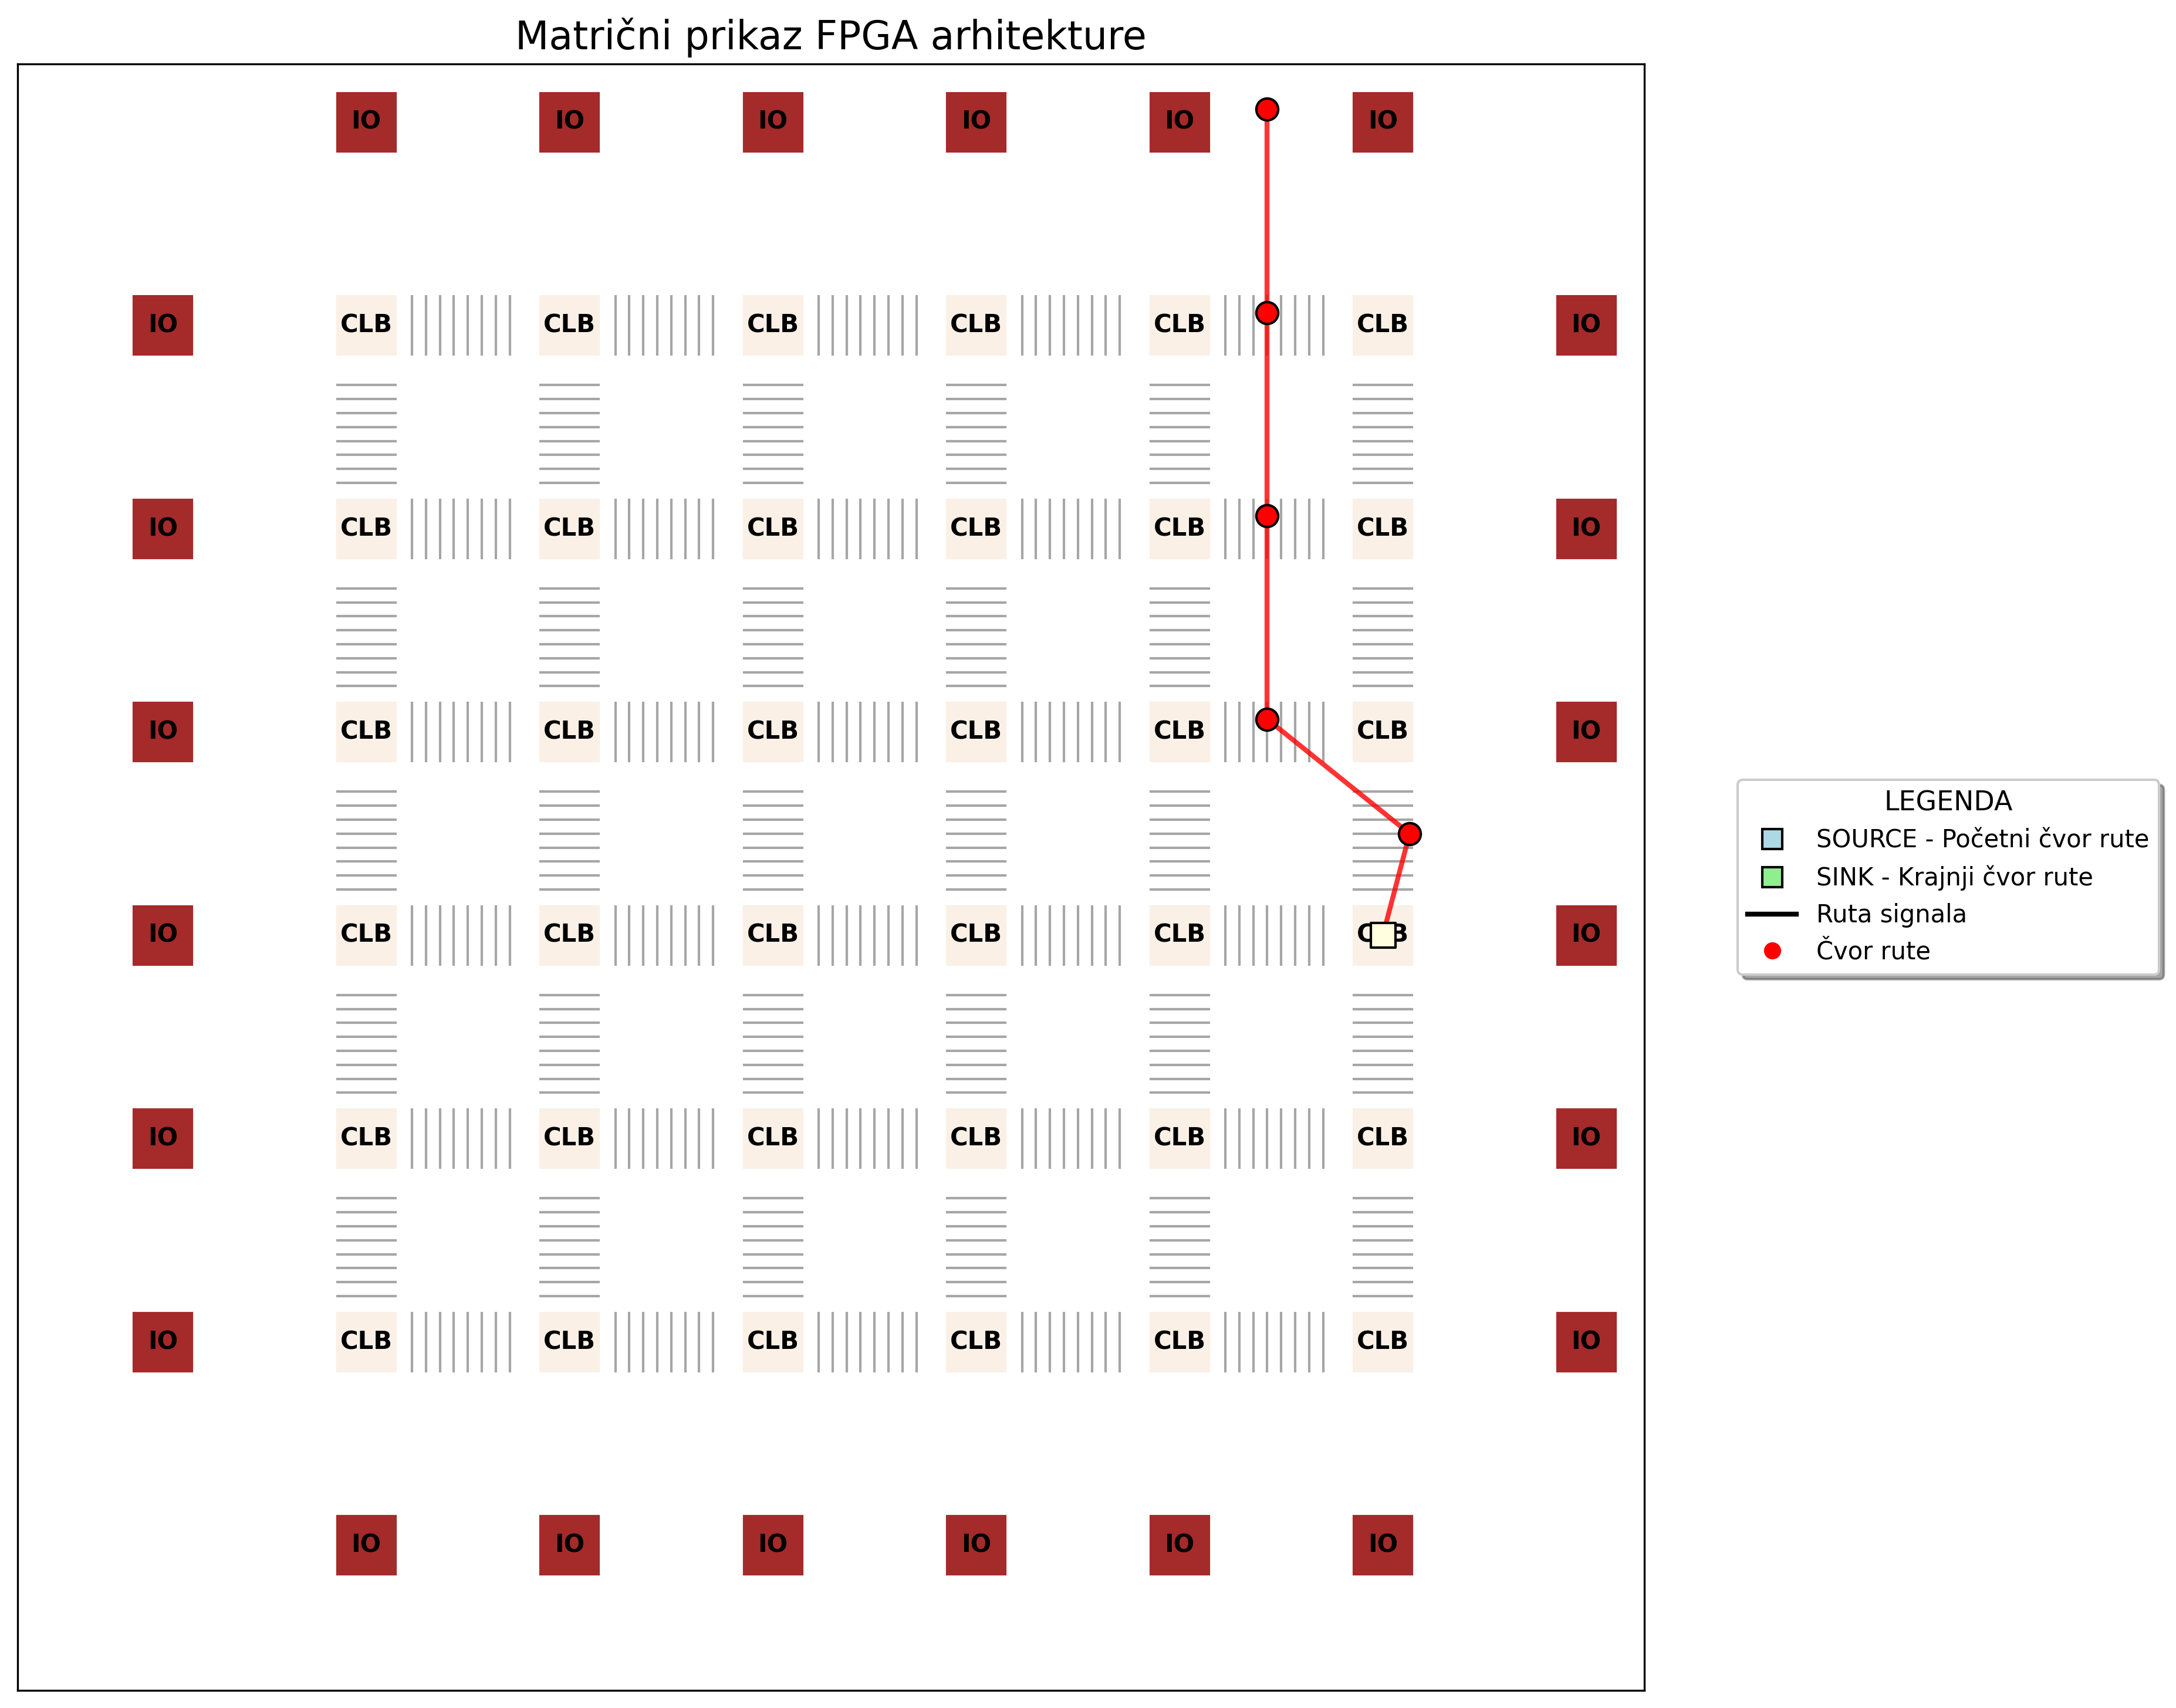 Matrični prikaz FPGA arhitekture
IO IO IO IO IO IO
IO CLB CLB CLB CLB CLB CLB IO
IO CLB CLB CLB CLB CLB CLB IO
IO CLB CLB CLB CLB CLB CLB IO
IO CLB CLB CLB CLB CLB CLB IO
IO CLB CLB CLB CLB CLB CLB IO
IO CLB CLB CLB CLB CLB CLB IO
IO IO IO IO IO IO
LEGENDA
SOURCE - Početni čvor rute
SINK - Krajnji čvor rute
Ruta signala
Čvor rute